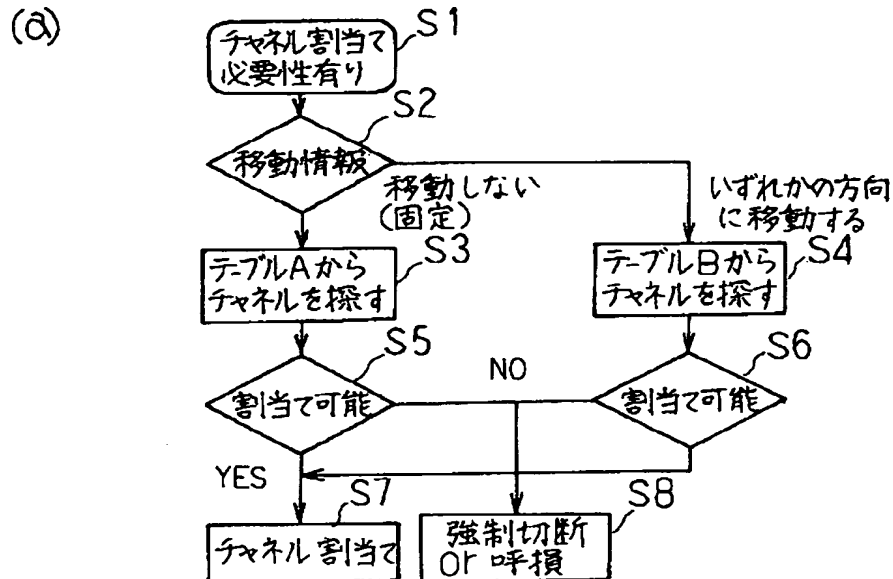 (a)
チャネル割当て
必要性有り
S1
S2
移動情報
移動しない
(固定)
いずれかの方向
に移動する
S3
テーブルAから
チャネルを探す
S4
テーブルBから
チャネルを探す
S5
割当て可能
NO
S6
割当て可能
YES
S7
チャネル割当て
S8
強制切断
or 呼損